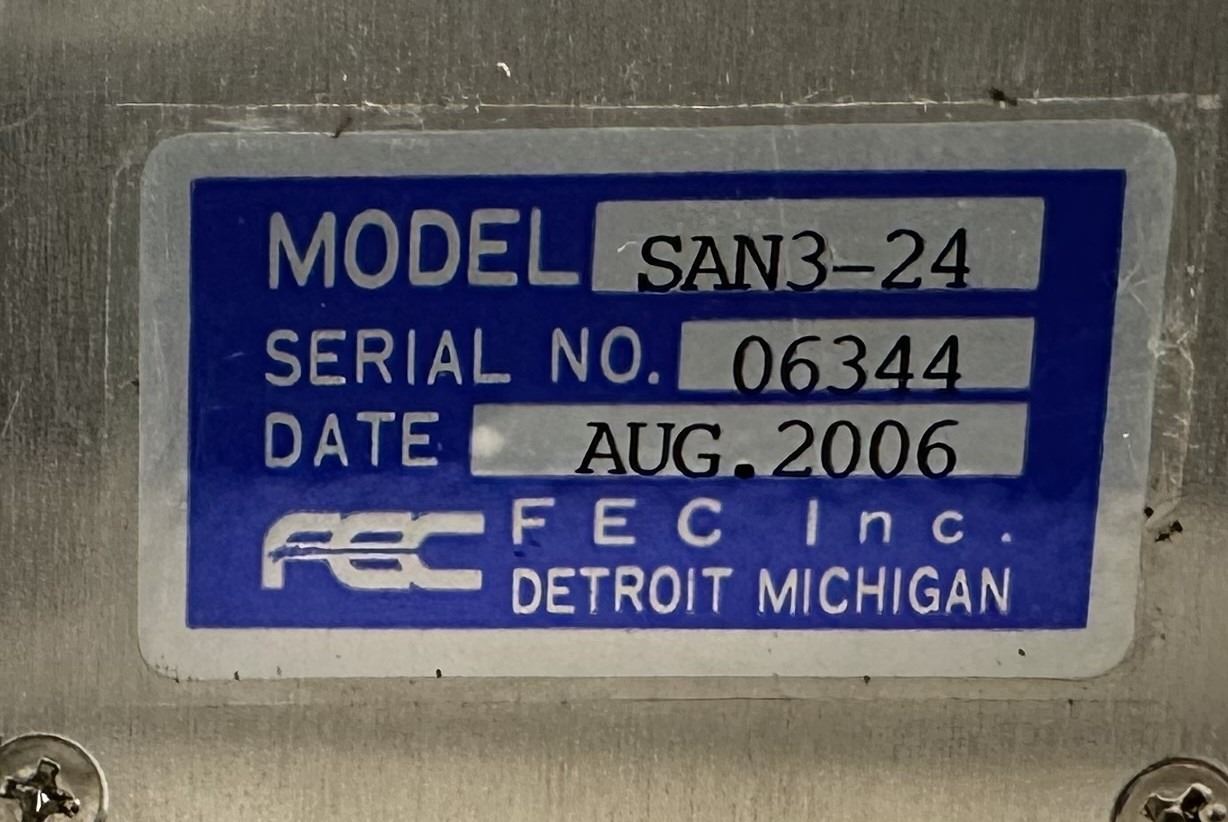 MODEL SAN3-24
SERIAL NO. 06344
DATE AUG.2006
FEC FEC Inc.
DETROIT MICHIGAN